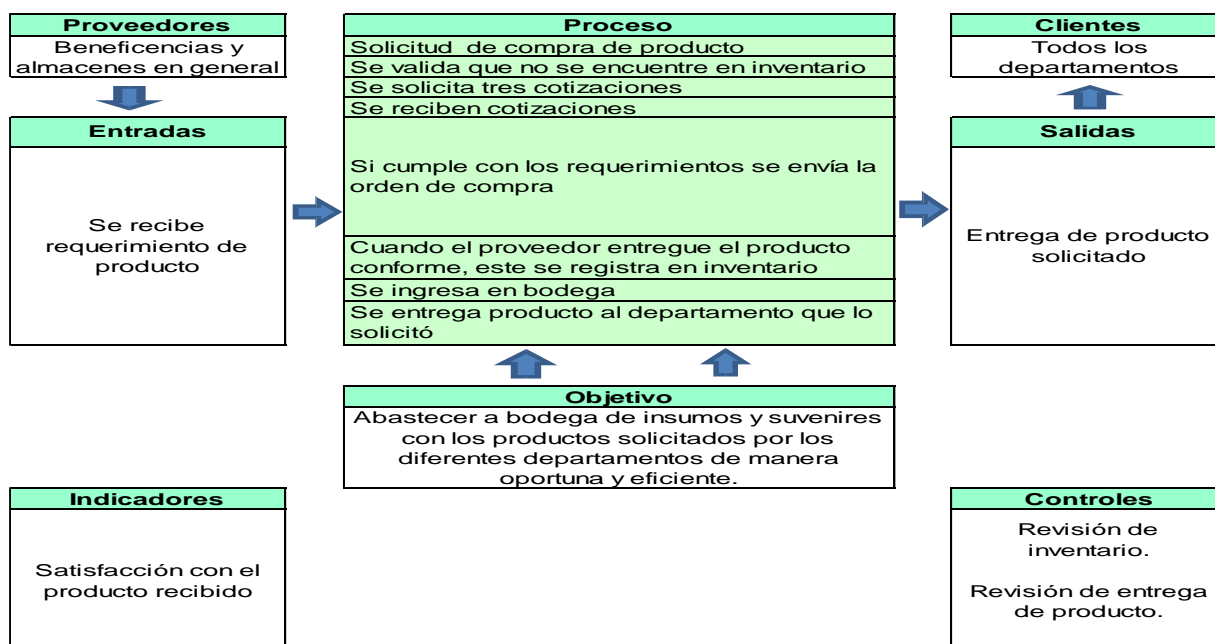 Proveedores
Beneficencias y
almacenes en general
Entradas
Se recibe
requerimiento de
producto
Proceso
Solicitud  de compra de producto
Se valida que no se encuentre en inventario
Se solicita tres cotizaciones
Se reciben cotizaciones
Si cumple con los requerimientos se envía la
orden de compra
Cuando el proveedor entregue el producto
conforme, este se registra en inventario
Se ingresa en bodega
Se entrega producto al departamento que lo
solicitó
Clientes
Todos los
departamentos
Salidas
Entrega de producto
solicitado
Objetivo
Abastecer a bodega de insumos y suvenires
con los productos solicitados por los
diferentes departamentos de manera
oportuna y eficiente.
Indicadores
Satisfacción con el
producto recibido
Controles
Revisión de
inventario.
Revisión de entrega
de producto.